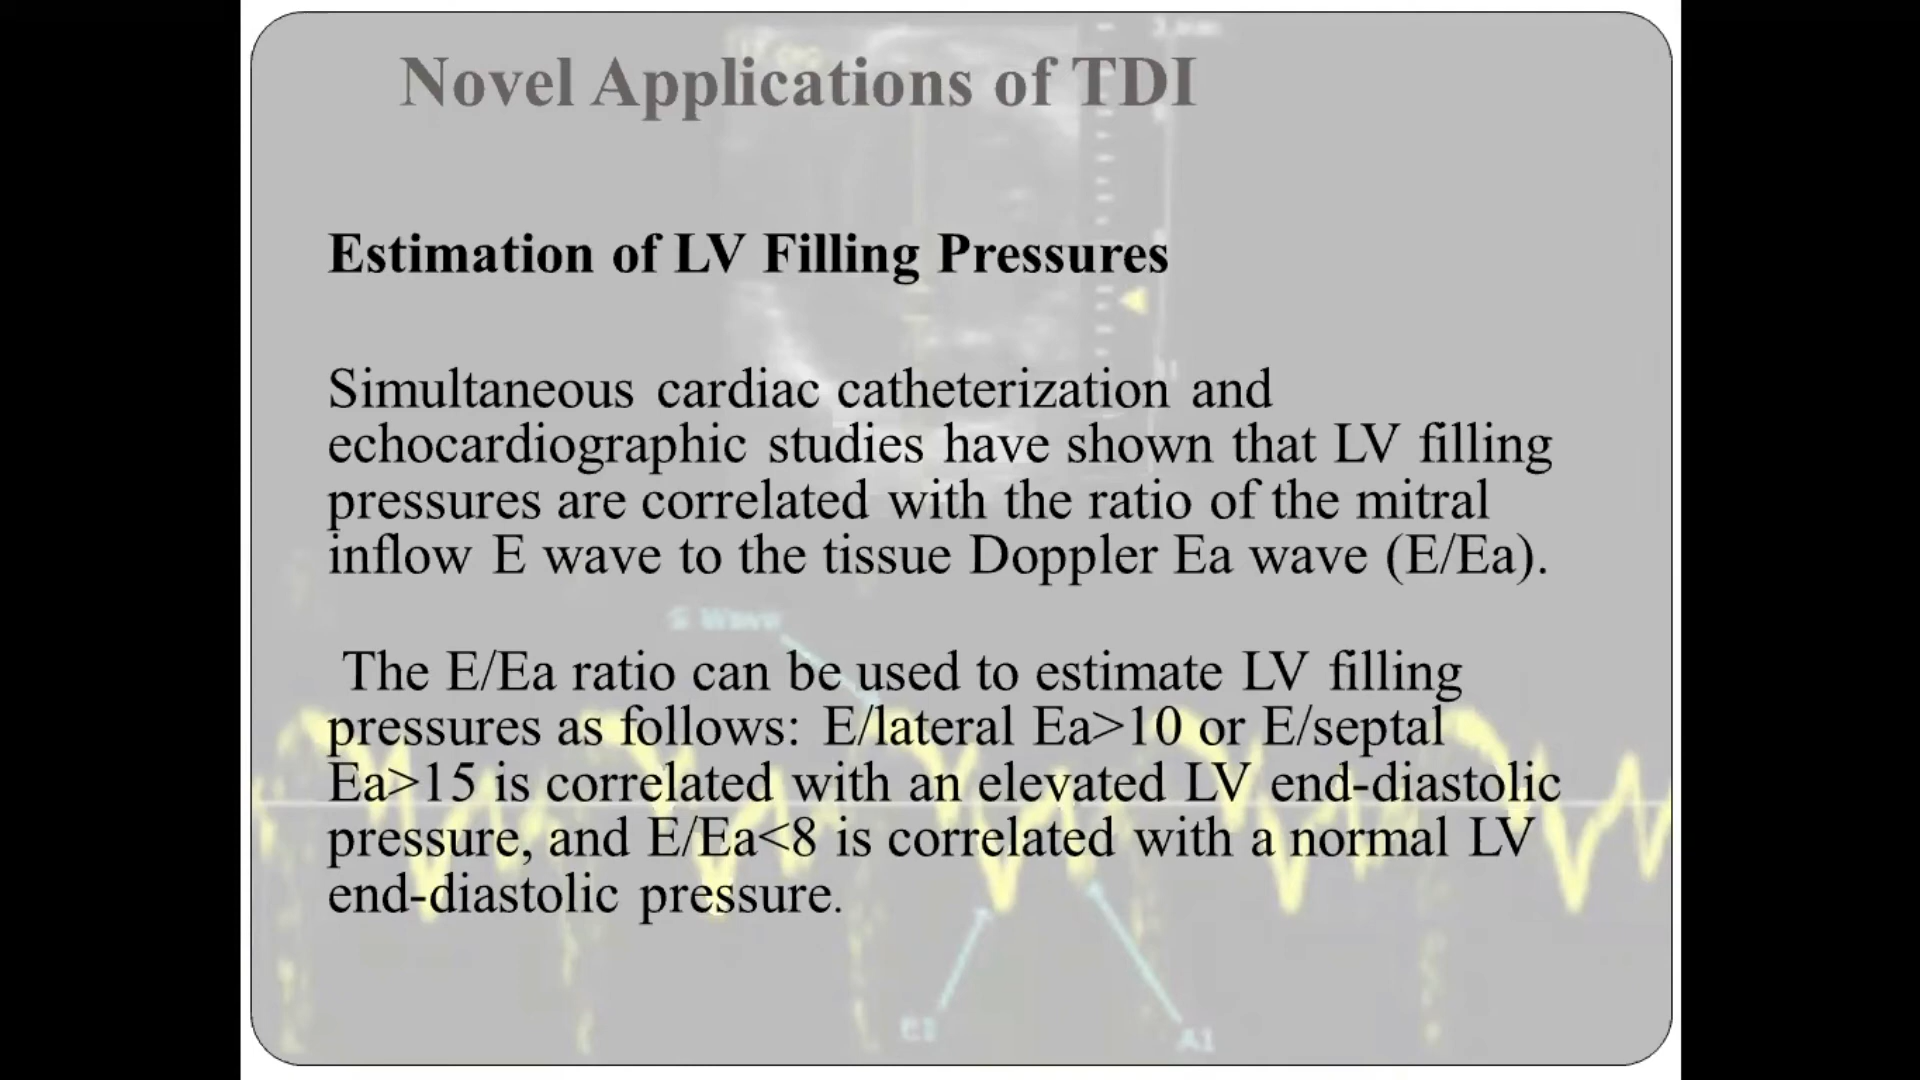 Novel Applications of TDI
Estimation of LV Filling Pressures
Simultaneous cardiac catheterization and
echocardiographic studies have shown that LV filling
pressures are correlated with the ratio of the mitral
inflow E wave to the tissue Doppler Ea wave (E/Ea).
The E/Ea ratio can be used to estimate LV filling
pressures as follows: E/lateral Ea>10 or E/septal
Ea>15 is correlated with an elevated LV end-diastolic
pressure, and E/Ea<8 is correlated with a normal LV
end-diastolic pressure.
S Wave
E1
A1